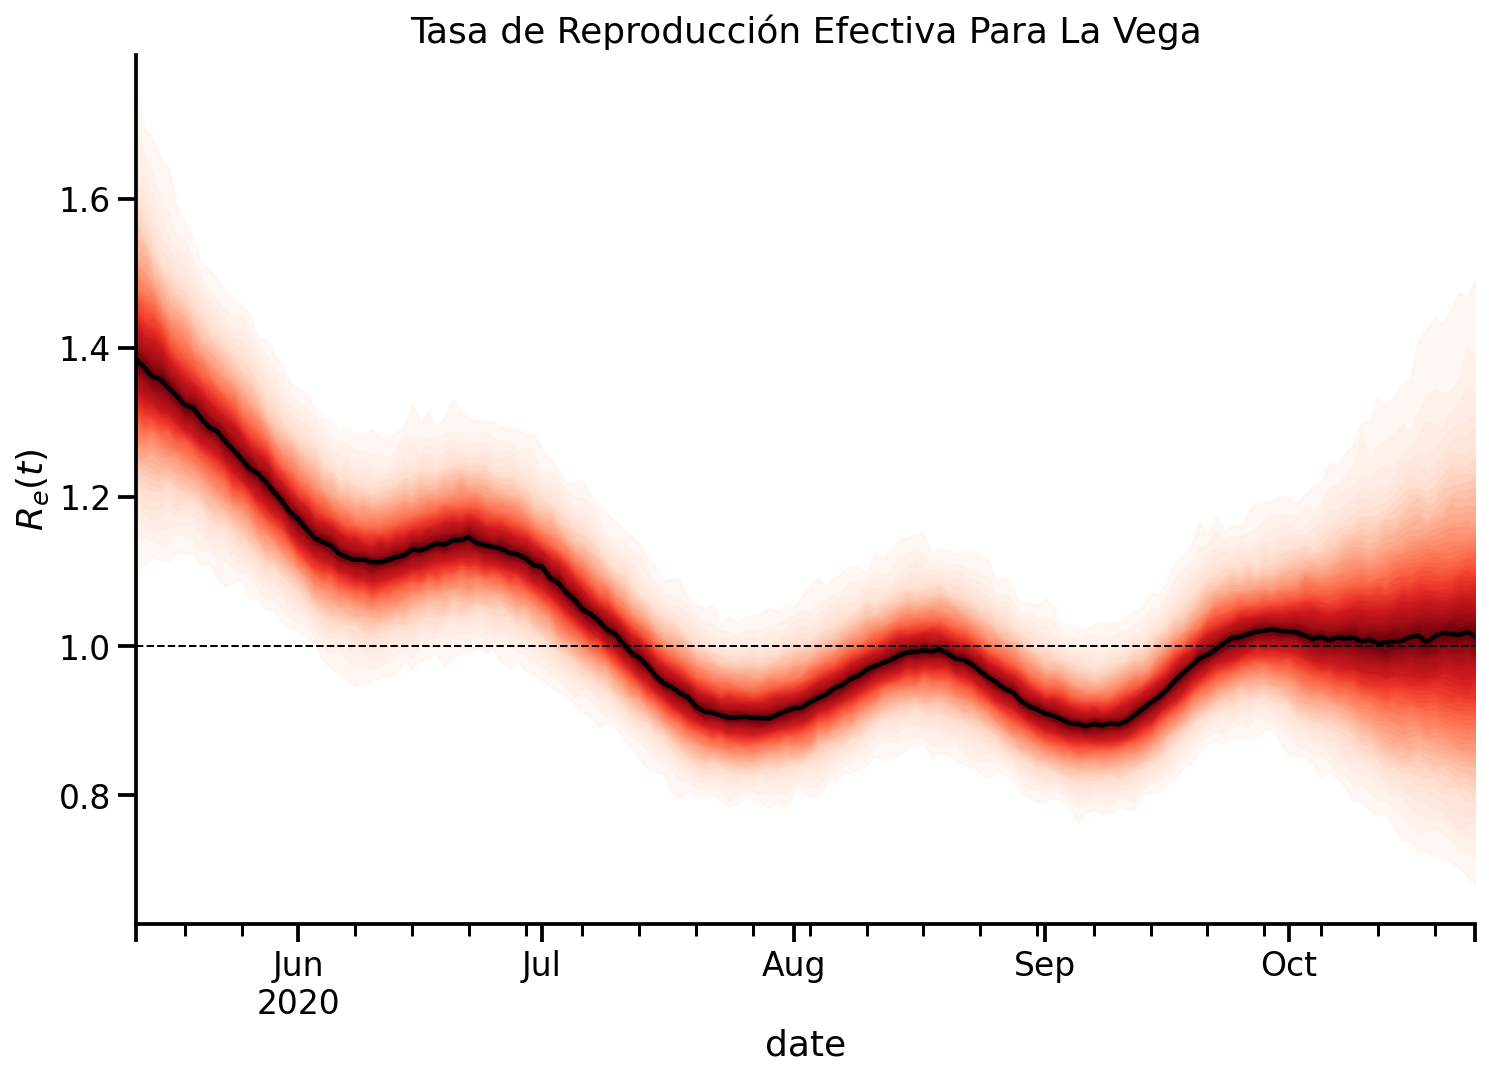 Tasa de Reproducción Efectiva Para La Vega
1.6
1.4
1.2
1.0
0.8
Re(t)
Jun Jul Aug Sep Oct
2020
date